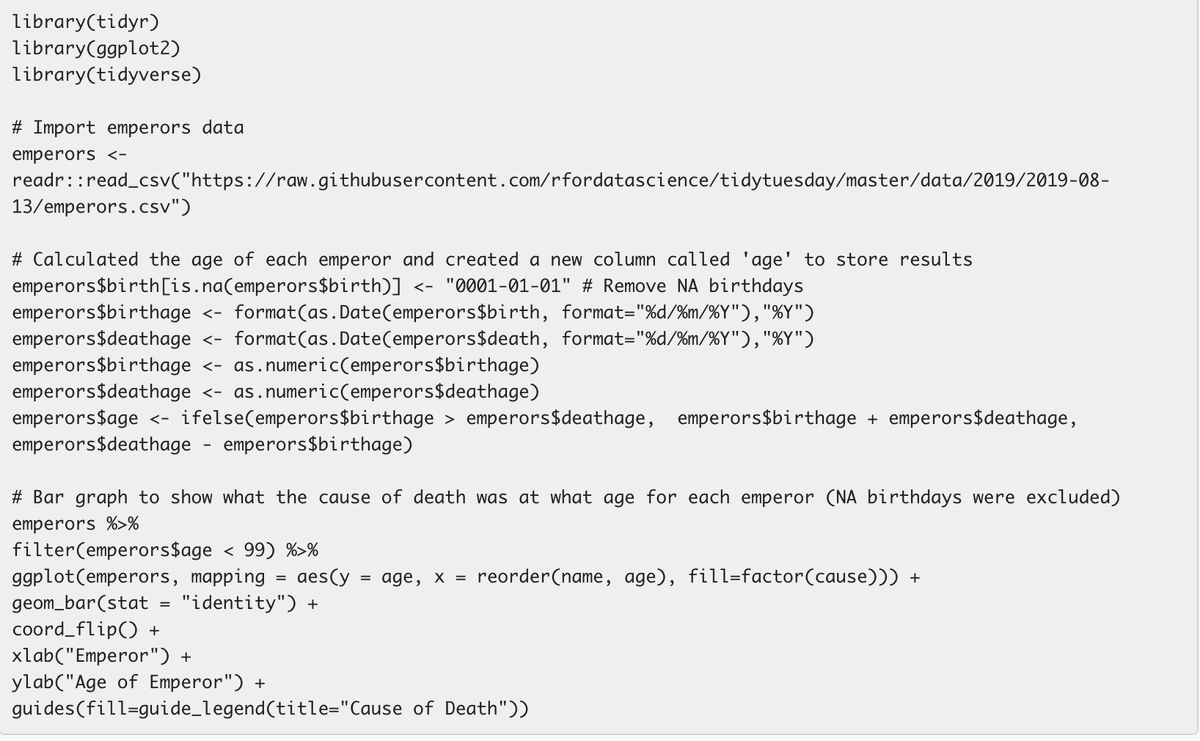 library(tidyr)
library(ggplot2)
library(tidyverse)
# Import emperors data
emperors <-
readr::read_csv("https://raw.githubusercontent.com/rfordatascience/tidytuesday/master/data/2019/2019-08-
13/emperors.csv")
# Calculated the age of each emperor and created a new column called 'age' to store results
emperors$birth[is.na(emperors$birth)] <- "0001-01-01" # Remove NA birthdays
emperors$birthage <- format(as.Date(emperors$birth, format="%d/%m/%Y"),"%Y")
emperors$deathage <- format(as.Date(emperors$death, format="%d/%m/%Y"),"%Y")
emperors$birthage <- as.numeric(emperors$birthage)
emperors$deathage <- as.numeric(emperors$deathage)
emperors$age <- ifelse(emperors$birthage > emperors$deathage,  emperors$birthage + emperors$deathage,
emperors$deathage - emperors$birthage)
# Bar graph to show what the cause of death was at what age for each emperor (NA birthdays were excluded)
emperors %>%
filter(emperors$age < 99) %>%
ggplot(emperors, mapping = aes(y = age, x = reorder(name, age), fill=factor(cause))) +
geom_bar(stat = "identity") +
coord_flip() +
xlab("Emperor") +
ylab("Age of Emperor") +
guides(fill=guide_legend(title="Cause of Death"))